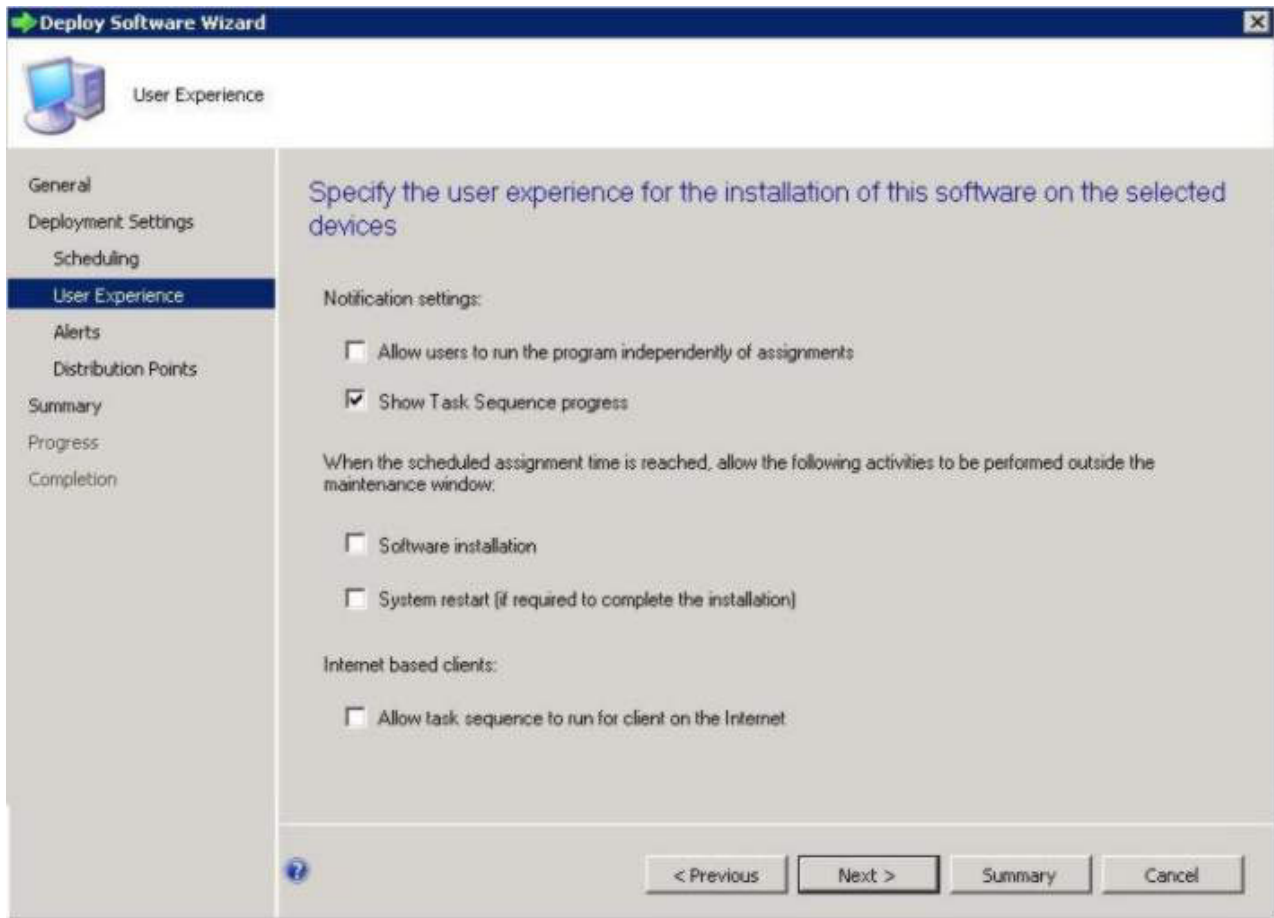 Deploy Software Wizard
User Experience
General
Deployment Settings
Scheduling
User Experience
Alerts
Distribution Points
Summary
Progress
Completion
Specify the user experience for the installation of this software on the selected
devices
Notification settings:
Allow users to run the program independently of assignments
Show Task Sequence progress
When the scheduled assignment time is reached, allow the following activities to be performed outside the
maintenance window:
Software installation
System restart (if required to complete the installation)
Internet based clients:
Allow task sequence to run for client on the Internet
< Previous
Next >
Summary
Cancel